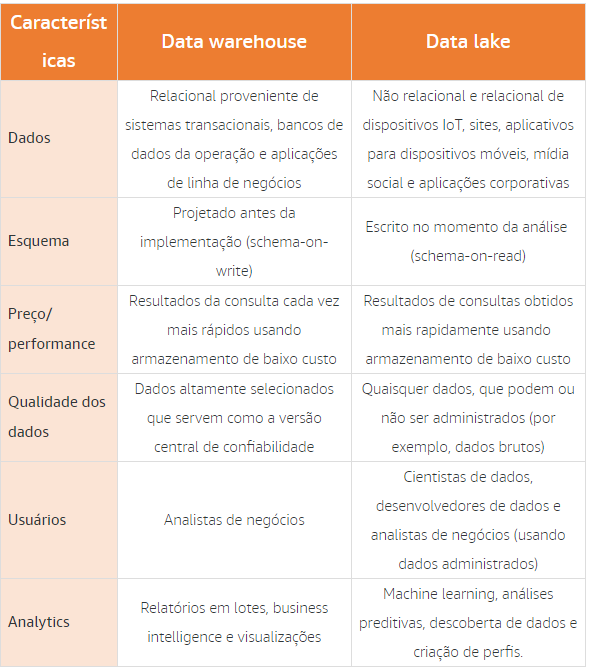 Característ
icas
Data warehouse
Data lake
Dados
Relacional proveniente de
sistemas transacionais, bancos de
dados da operação e aplicações
de linha de negócios
Não relacional e relacional de
dispositivos IoT, sites, aplicativos
para dispositivos móveis, mídia
social e aplicações corporativas
Esquema
Projetado antes da
implementação (schema-on-
write)
Escrito no momento da análise
(schema-on-read)
Preço/
performance
Resultados da consulta cada vez
mais rápidos usando
armazenamento de baixo custo
Resultados de consultas obtidos
mais rapidamente usando
armazenamento de baixo custo
Qualidade dos
dados
Dados altamente selecionados
que servem como a versão
central de confiabilidade
Quaisquer dados, que podem ou
não ser administrados (por
exemplo, dados brutos)
Usuários
Analistas de negócios
Cientistas de dados,
desenvolvedores de dados e
analistas de negócios (usando
dados administrados)
Analytics
Relatórios em lotes, business
intelligence e visualizações
Machine learning, análises
preditivas, descoberta de dados e
criação de perfis.